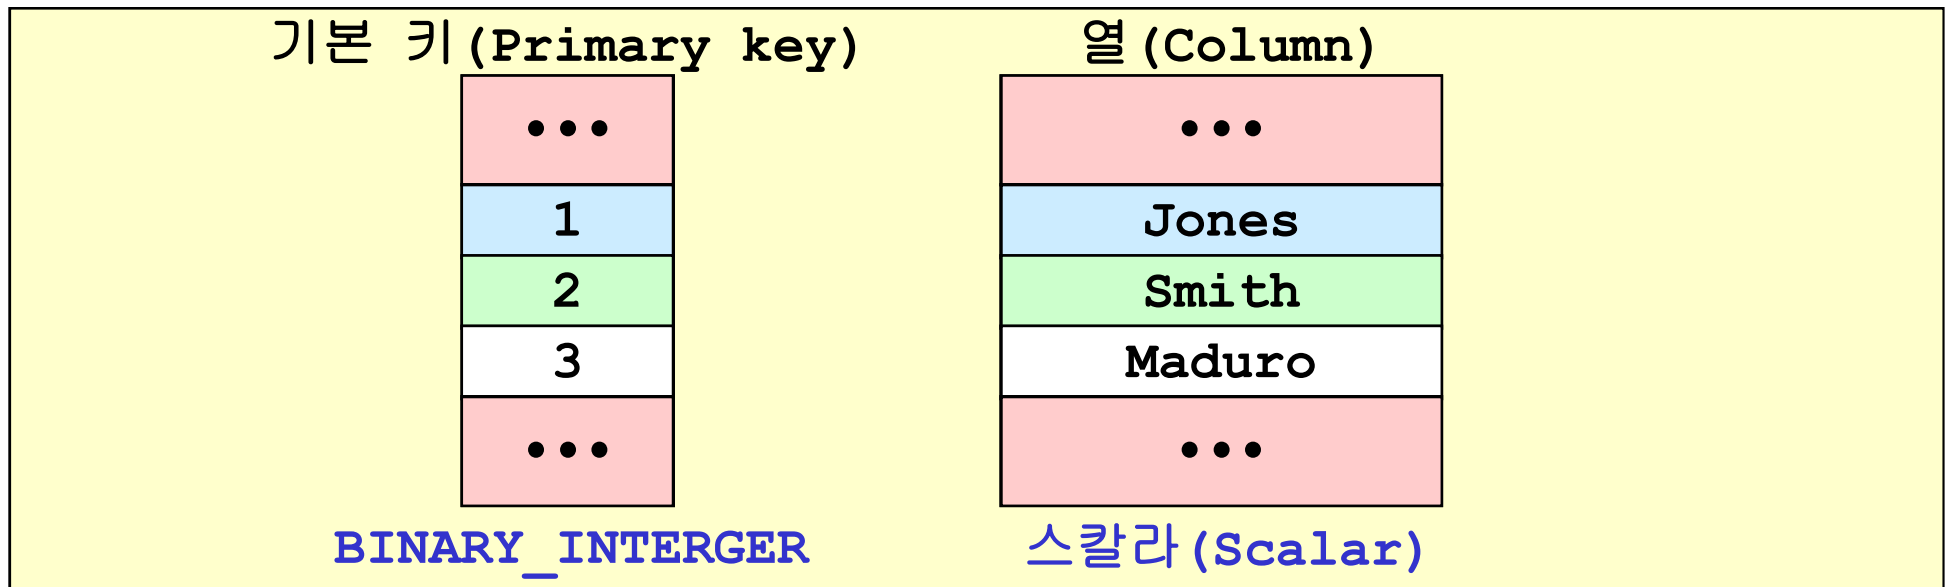 기본 키(Primary key) 열(Column)
••• •••
1 Jones
2 Smith
3 Maduro
••• •••
BINARY_INTERGER 스칼라(Scalar)